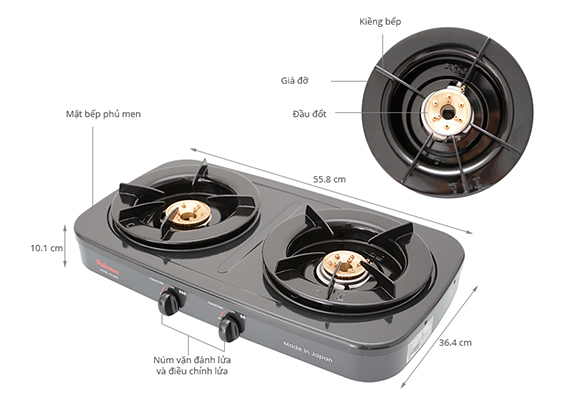 Kiềng bếp
Giá đỡ
Đầu đốt
Mặt bếp phủ men
55.8 cm
10.1 cm
Paloma
36.4 cm
Made in Japan
Núm vặn đánh lửa
và điều chỉnh lửa